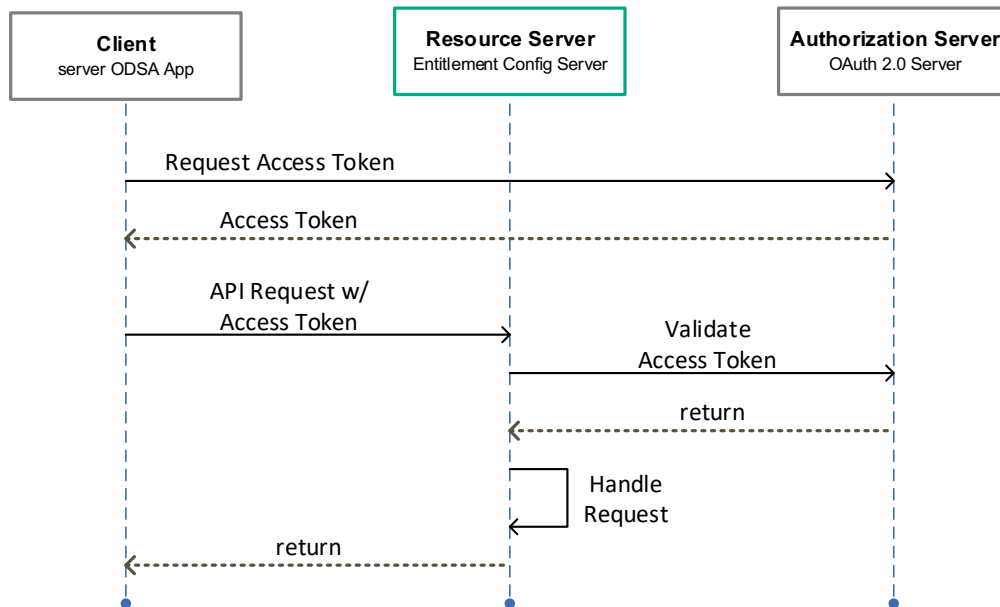 Client
server ODSA App
Resource Server
Entitlement Config Server
Authorization Server
OAuth 2.0 Server
Request Access Token
Access Token
API Request w/
Access Token
Validate
Access Token
return
Handle
Request
return